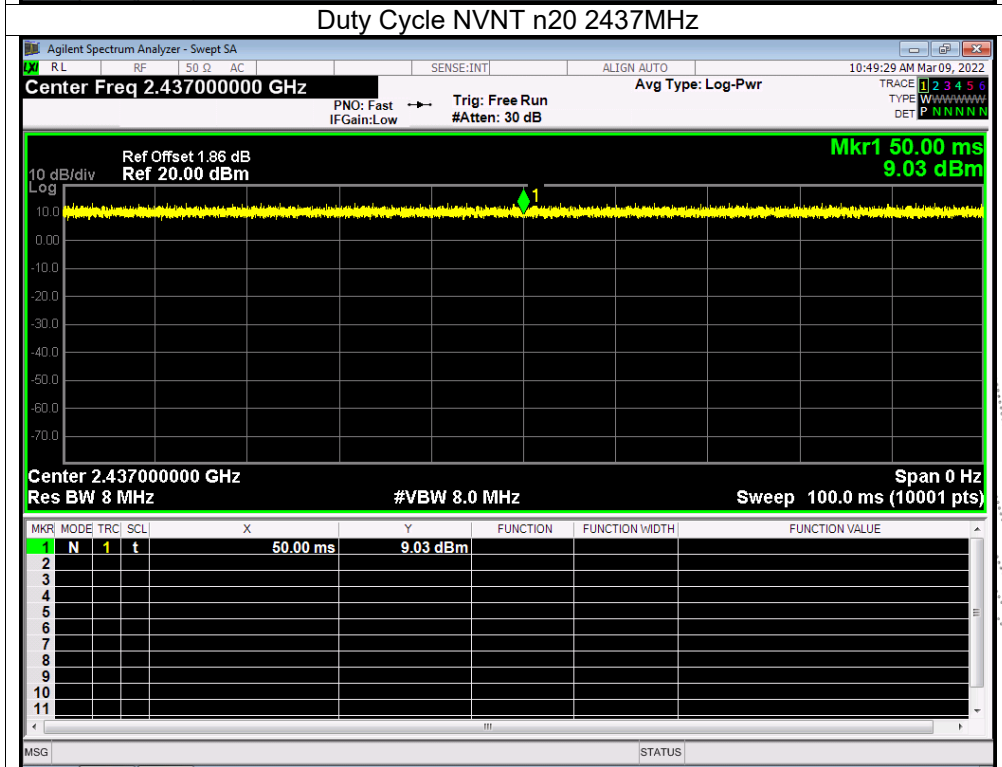 Duty Cycle NVNT n20 2437MHz
Agilent Spectrum Analyzer - Swept SA
LXI RL RF 50 Ω AC SENSE:INT ALIGN AUTO 10:49:29 AM Mar 09, 2022
Center Freq 2.437000000 GHz Avg Type: Log-Pwr TRACE 1 2 3 4 5 6
PNO: Fast Trig: Free Run TYPE WWWWWW
IFGain:Low #Atten: 30 dB DET P N N N N N
Ref Offset 1.86 dB Mkr1 50.00 ms
10 dB/div Ref 20.00 dBm 9.03 dBm
Log
1
10.0
0.00
-10.0
-20.0
-30.0
-40.0
-50.0
-60.0
-70.0
Center 2.437000000 GHz Span 0 Hz
Res BW 8 MHz #VBW 8.0 MHz Sweep 100.0 ms (10001 pts)
MKR MODE TRC SCL X Y FUNCTION FUNCTION WIDTH FUNCTION VALUE
1 N 1 t 50.00 ms 9.03 dBm
2
3
4
5
6
7
8
9
10
11
MSG STATUS